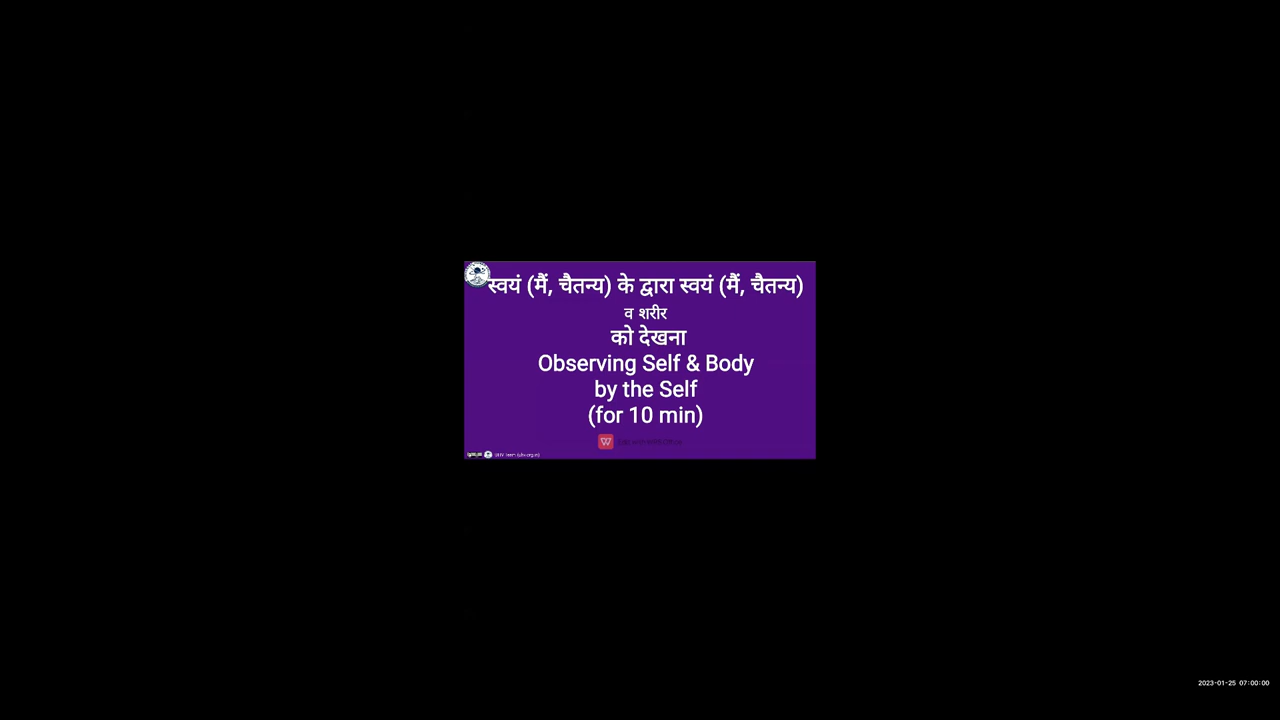 स्वयं (मैं, चैतन्य) के द्वारा स्वयं (मैं, चैतन्य)
व शरीर
को देखना
Observing Self & Body
by the Self
(for 10 min)
2023-01-25 07:00:00